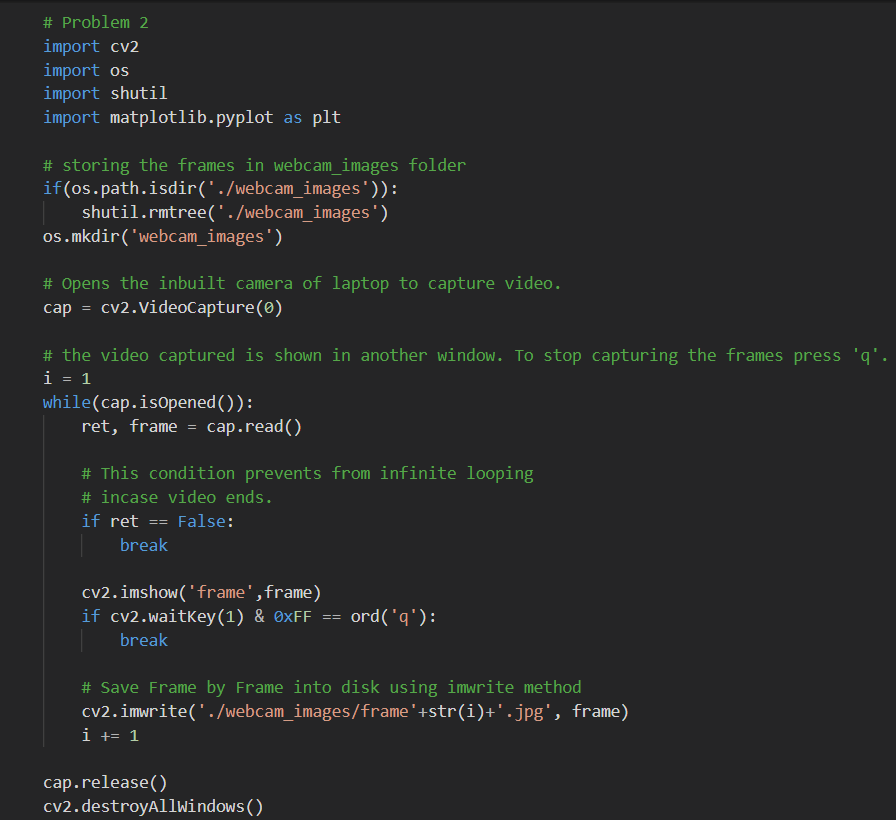 # Problem 2
import cv2
import os
import shutil
import matplotlib.pyplot as plt
# storing the frames in webcam_images folder
if(os.path.isdir('./webcam_images')):
    shutil.rmtree('./webcam_images')
os.mkdir('webcam_images')
# Opens the inbuilt camera of laptop to capture video.
cap = cv2.VideoCapture(0)
# the video captured is shown in another window. To stop capturing the frames press 'q'.
i = 1
while(cap.isOpened()):
    ret, frame = cap.read()
    # This condition prevents from infinite looping
    # incase video ends.
    if ret == False:
        break
    cv2.imshow('frame',frame)
    if cv2.waitKey(1) & 0xFF == ord('q'):
        break
    # Save Frame by Frame into disk using imwrite method
    cv2.imwrite('./webcam_images/frame'+str(i)+'.jpg', frame)
    i += 1
cap.release()
cv2.destroyAllWindows()